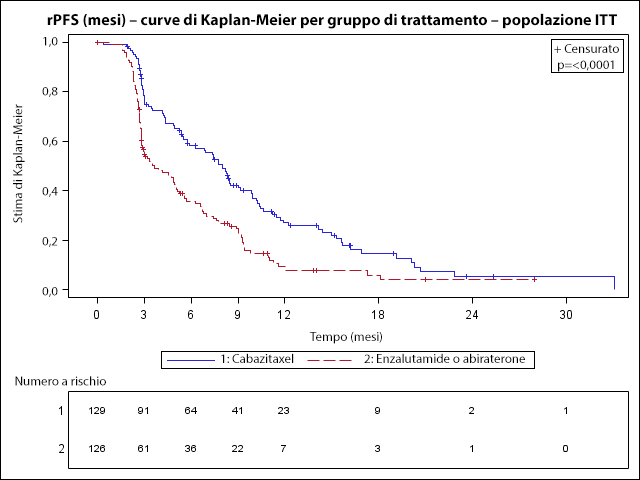 rPFS (mesi) – curve di Kaplan-Meier per gruppo di trattamento – popolazione ITT
+ Censurato
p=<0,0001
Stima di Kaplan-Meier
1,0
0,8
0,6
0,4
0,2
0,0
0 3 6 9 12 18 24 30
Tempo (mesi)
1: Cabazitaxel 2: Enzalutamide o abiraterone
Numero a rischio
1 129 91 64 41 23 9 2 1
2 126 61 36 22 7 3 1 0